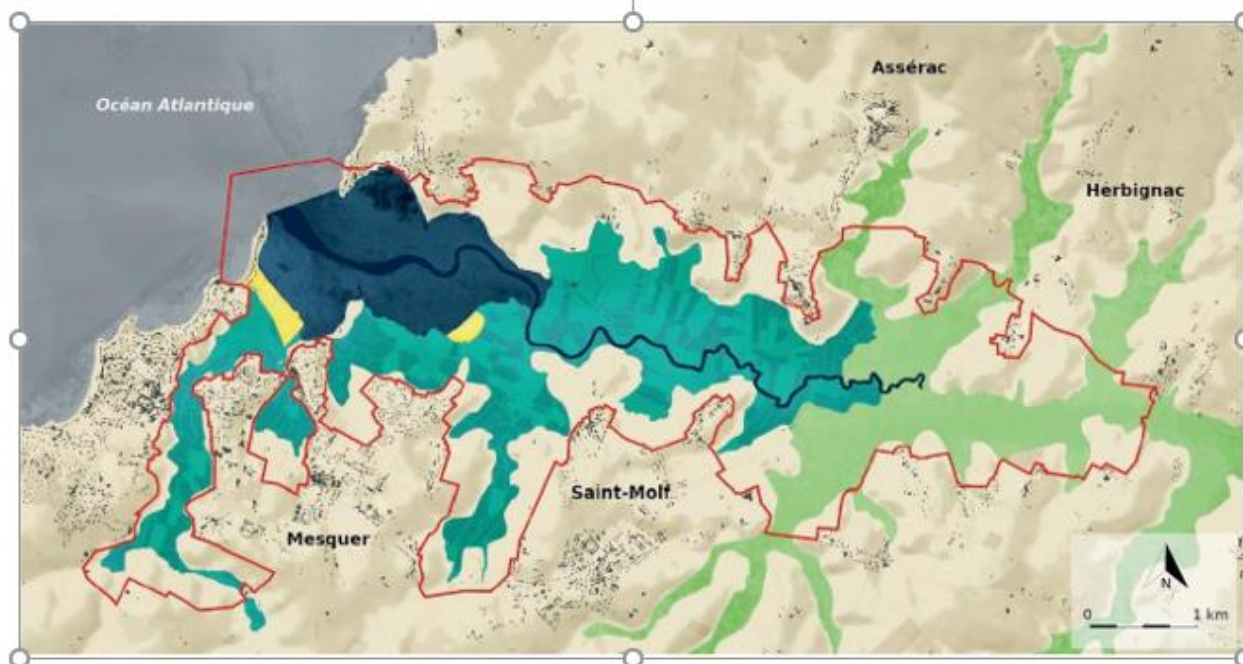 Assérac
Océan Atlantique
Herbignac
Saint-Molf
Mesquer
N
0 1 km